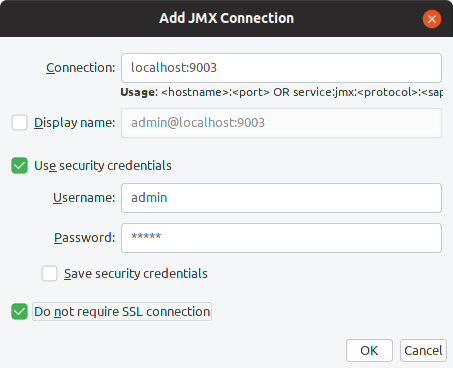 Add JMX Connection
Connection: localhost:9003
Usage: <hostname>:<port> OR service:jmx:<protocol>:<sap
Display name: admin@localhost:9003
Use security credentials
Username: admin
Password: *****
Save security credentials
Do not require SSL connection
OK Cancel